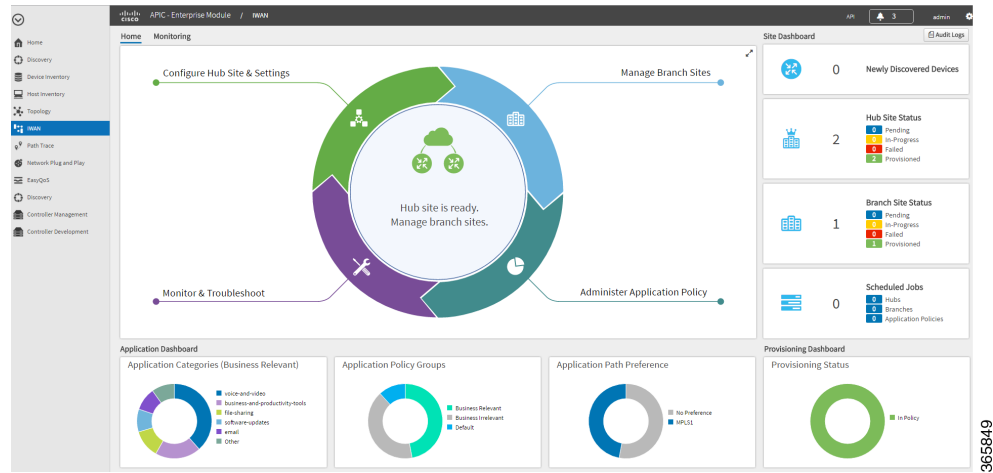 CISCO APIC - Enterprise Module / IWAN
API 3 admin
Home
Discovery
Device Inventory
Host Inventory
Topology
IWAN
Path Trace
Network Plug and Play
EasyQoS
Discovery
Controller Management
Controller Development
Home Monitoring
Configure Hub Site & Settings
Manage Branch Sites
Hub site is ready.
Manage branch sites.
Monitor & Troubleshoot
Administer Application Policy
Site Dashboard
Audit Logs
0 Newly Discovered Devices
2
Hub Site Status
0 Pending
0 In-Progress
0 Failed
2 Provisioned
1
Branch Site Status
0 Pending
0 In-Progress
0 Failed
1 Provisioned
0
Scheduled Jobs
0 Hubs
0 Branches
0 Application Policies
Application Dashboard
Application Categories (Business Relevant)
voice-and-video
business-and-productivity-tools
file-sharing
software-updates
email
Other
Application Policy Groups
Business Relevant
Business Irrelevant
Default
Application Path Preference
No Preference
MPLS1
Provisioning Dashboard
Provisioning Status
In Policy
365849